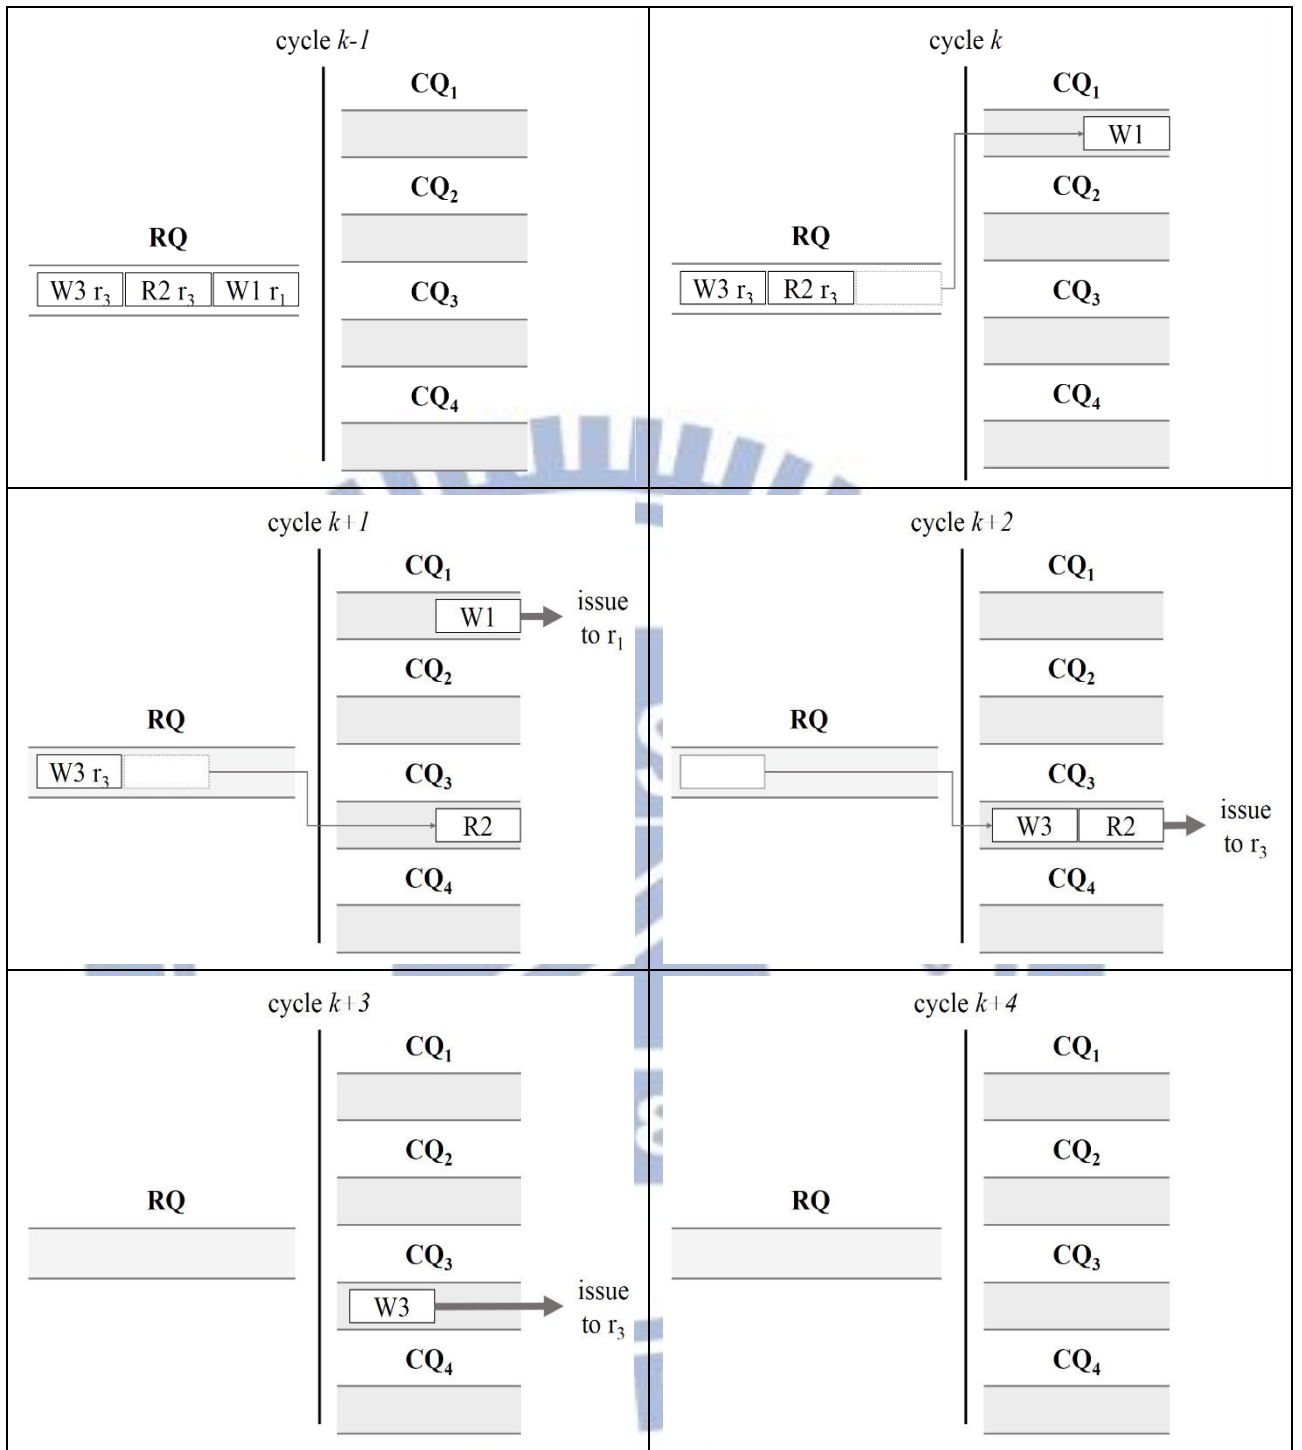 cycle k-1
CQ₁
CQ₂
RQ
W3 r₃ R2 r₃ W1 r₁
CQ₃
CQ₄
cycle k
CQ₁
W1
CQ₂
RQ
W3 r₃ R2 r₃
CQ₃
CQ₄
cycle k+1
CQ₁
W1
issue
to r₁
CQ₂
RQ
W3 r₃
CQ₃
R2
CQ₄
cycle k+2
CQ₁
CQ₂
RQ
CQ₃
W3 R2
issue
to r₃
CQ₄
cycle k+3
CQ₁
CQ₂
RQ
CQ₃
W3
issue
to r₃
CQ₄
cycle k+4
CQ₁
CQ₂
RQ
CQ₃
CQ₄